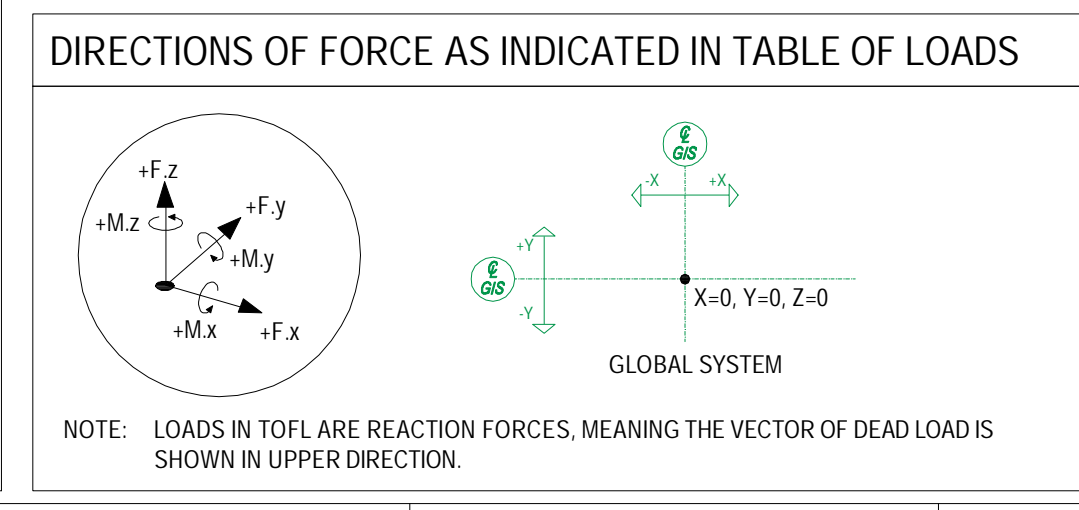 DIRECTIONS OF FORCE AS INDICATED IN TABLE OF LOADS
+F.z
+M.z
+F.y
+M.y
+M.x
+F.x
℄
GIS
-X
+X
+Y
℄
GIS
-Y
X=0, Y=0, Z=0
GLOBAL SYSTEM
NOTE: LOADS IN TOFL ARE REACTION FORCES, MEANING THE VECTOR OF DEAD LOAD IS
SHOWN IN UPPER DIRECTION.